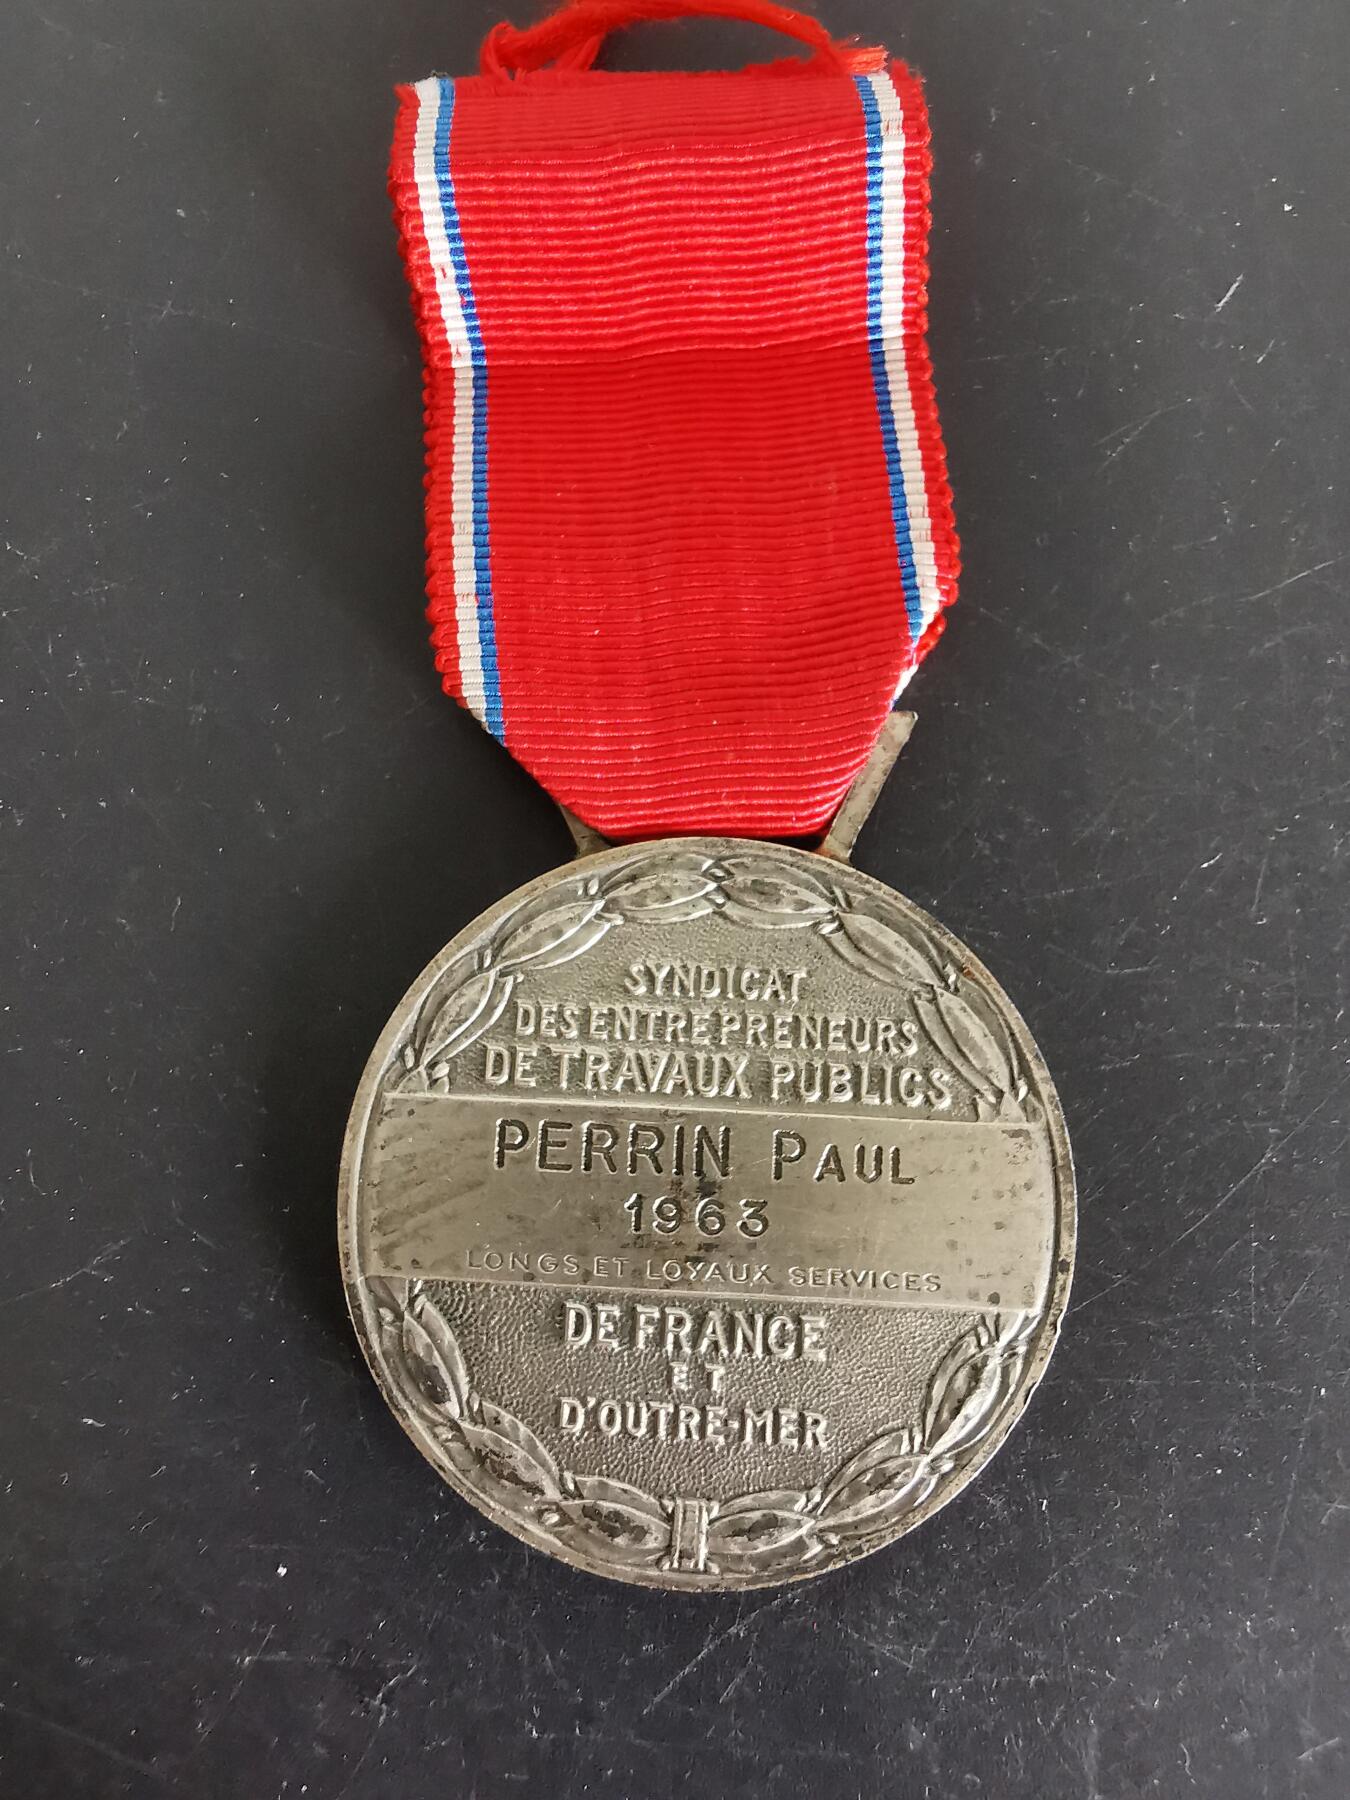 SYNDICAT
DES ENTREPRENEURS
DE TRAVAUX PUBLICS
PERRIN PAUL
1963
LONGS ET LOYAUX SERVICES
DE FRANCE
ET
D'OUTRE-MER